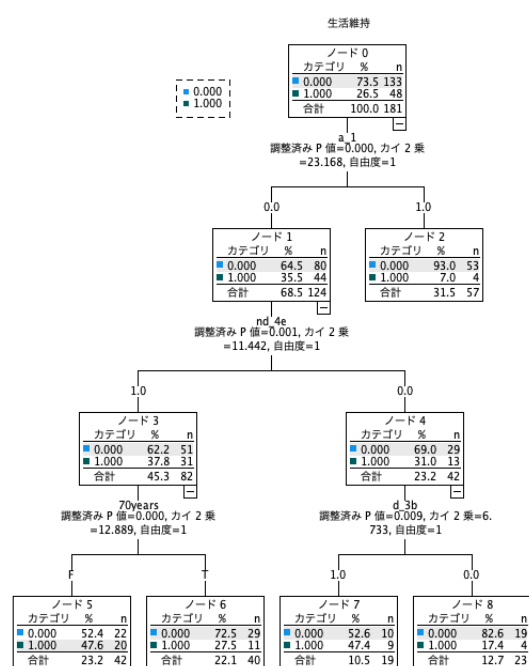 生活維持
ノード 0
カテゴリ % n
0.000 73.5 133
1.000 26.5 48
合計 100.0 181
0.000
1.000
a_1
調整済み P 値=0.000, カイ 2 乗
=23.168, 自由度=1
0.0
1.0
ノード 1
カテゴリ % n
0.000 64.5 80
1.000 35.5 44
合計 68.5 124
ノード 2
カテゴリ % n
0.000 93.0 53
1.000 7.0 4
合計 31.5 57
nd_4e
調整済み P 値=0.001, カイ 2 乗
=11.442, 自由度=1
1.0
0.0
ノード 3
カテゴリ % n
0.000 62.2 51
1.000 37.8 31
合計 45.3 82
ノード 4
カテゴリ % n
0.000 69.0 29
1.000 31.0 13
合計 23.2 42
70years
調整済み P 値=0.000, カイ 2 乗
=12.889, 自由度=1
d_3b
調整済み P 値=0.009, カイ 2 乗=6.
733, 自由度=1
F
T
1.0
0.0
ノード 5
カテゴリ % n
0.000 52.4 22
1.000 47.6 20
合計 23.2 42
ノード 6
カテゴリ % n
0.000 72.5 29
1.000 27.5 11
合計 22.1 40
ノード 7
カテゴリ % n
0.000 52.6 10
1.000 47.4 9
合計 10.5 19
ノード 8
カテゴリ % n
0.000 82.6 19
1.000 17.4 4
合計 12.7 23